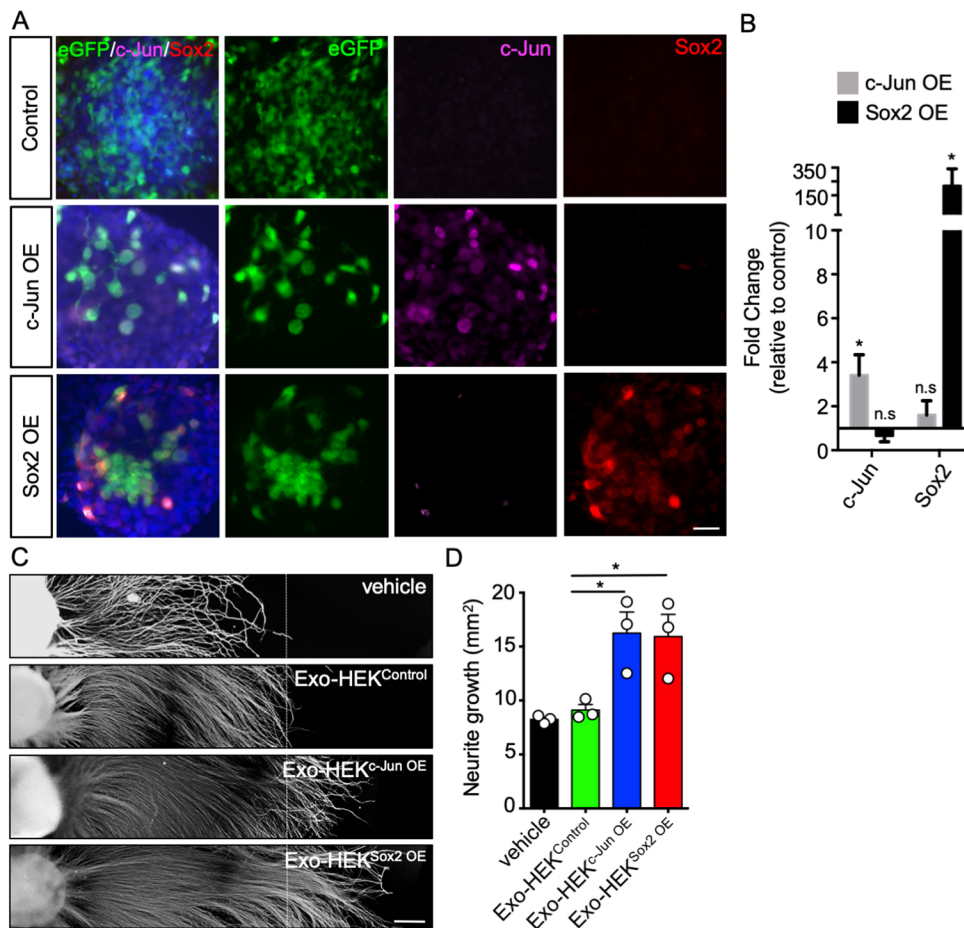 A
eGFP/c-Jun/Sox2
eGFP
c-Jun
Sox2
Control
c-Jun OE
Sox2 OE
B
c-Jun OE
Sox2 OE
Fold Change
(relative to control)
350
150
10
8
6
4
2
0
*
n.s
n.s
*
c-Jun
Sox2
C
vehicle
Exo-HEKControl
Exo-HEKc-Jun OE
Exo-HEKSox2 OE
D
Neurite growth (mm²)
20
15
10
5
0
*
*
vehicle
Exo-HEKControl
Exo-HEKc-Jun OE
Exo-HEKSox2 OE